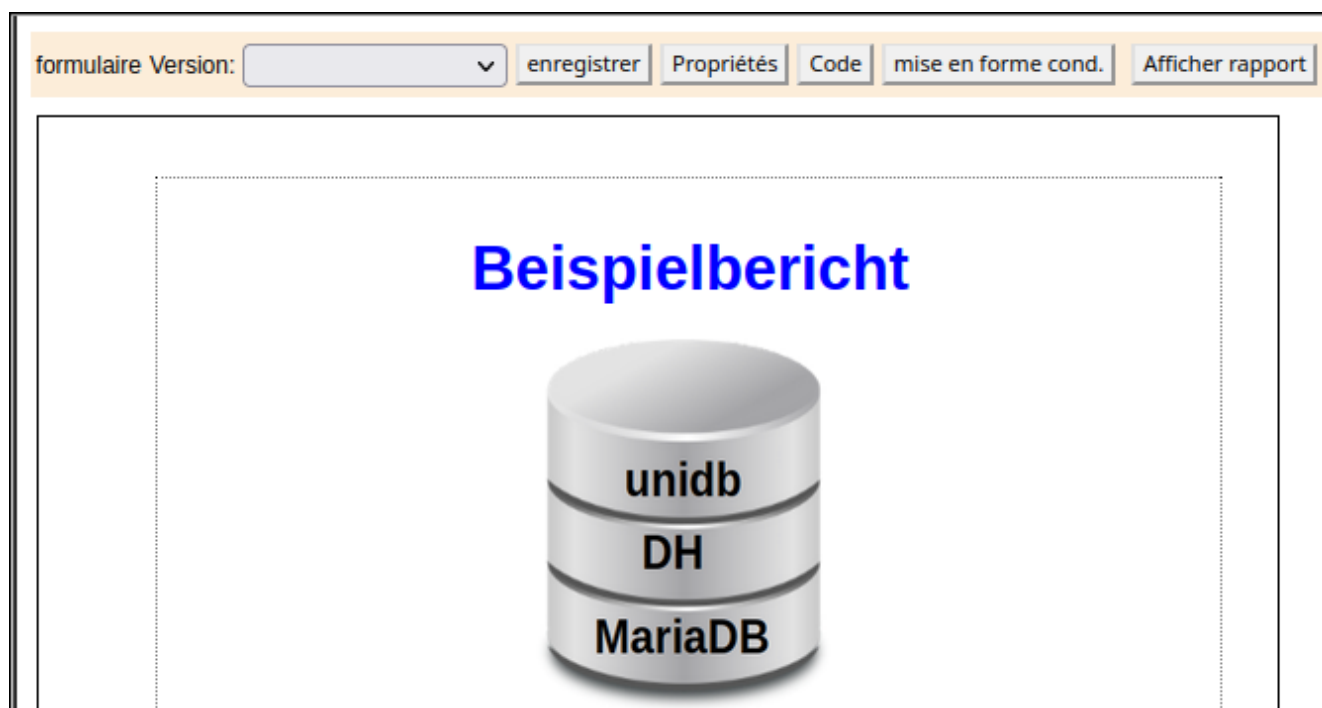 formulaire Version: enregistrer Propriétés Code mise en forme cond. Afficher rapport
Beispielbericht
unidb
DH
MariaDB